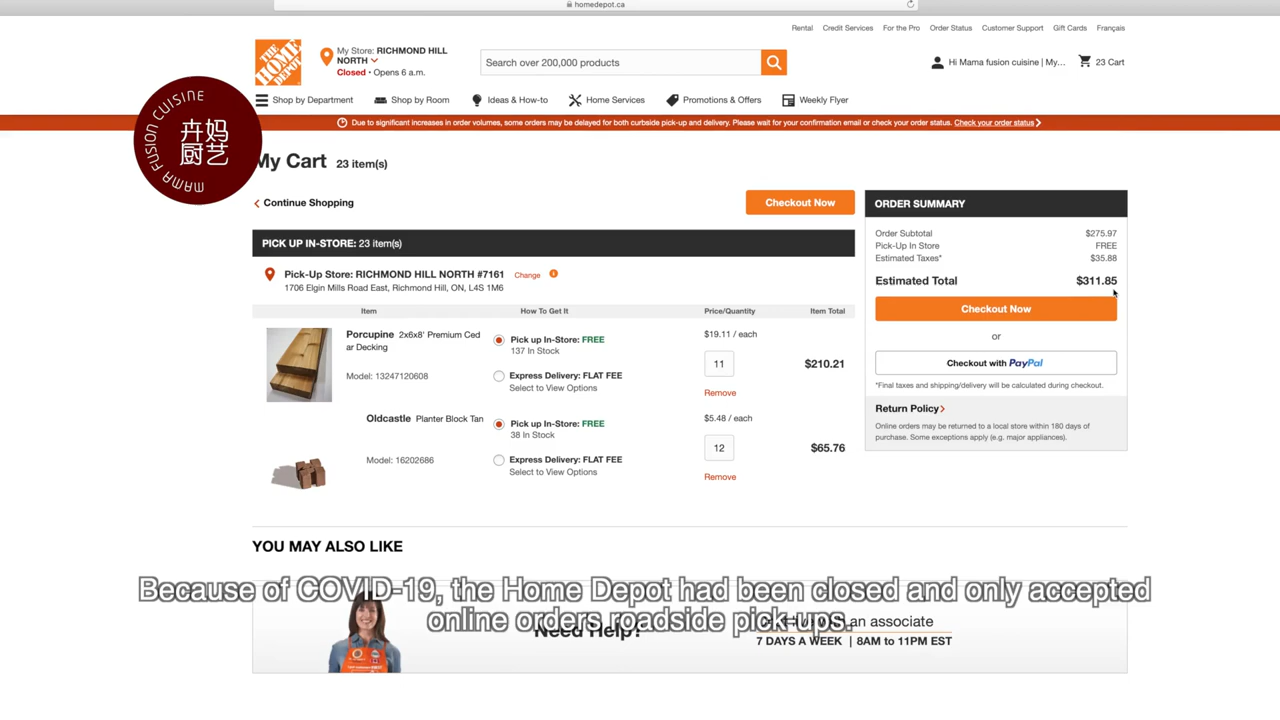 homedepot.ca
Rental Credit Services For the Pro Order Status Customer Support Gift Cards Français
THE HOME DEPOT
My Store: RICHMOND HILL NORTH
Closed • Opens 6 a.m.
Search over 200,000 products
Hi Mama fusion cuisine | My...
23 Cart
Shop by Department Shop by Room Ideas & How-to Home Services Promotions & Offers Weekly Flyer
MAMA FUSION CUISINE
卉妈
厨艺
Due to significant increases in order volumes, some orders may be delayed for both curbside pick-up and delivery. Please wait for your confirmation email or check your order status. Check your order status
My Cart 23 item(s)
Continue Shopping
Checkout Now
PICK UP IN-STORE: 23 item(s)
Pick-Up Store: RICHMOND HILL NORTH #7161 Change
1706 Elgin Mills Road East, Richmond Hill, ON, L4S 1M6
Item How To Get It Price/Quantity Item Total
Porcupine 2x6x8' Premium Ced
ar Decking
Model: 13247120608
Pick up In-Store: FREE
137 In Stock
Express Delivery: FLAT FEE
Select to View Options
$19.11 / each
11
Remove
$210.21
Oldcastle Planter Block Tan
Model: 16202686
Pick up In-Store: FREE
38 In Stock
Express Delivery: FLAT FEE
Select to View Options
$5.48 / each
12
Remove
$65.76
ORDER SUMMARY
Order Subtotal $275.97
Pick-Up In Store FREE
Estimated Taxes* $35.88
Estimated Total $311.85
Checkout Now
or
Checkout with PayPal
*Final taxes and shipping/delivery will be calculated during checkout.
Return Policy
Online orders may be returned to a local store within 180 days of
purchase. Some exceptions apply (e.g. major appliances).
YOU MAY ALSO LIKE
Because of COVID-19, the Home Depot had been closed and only accepted
online orders roadside pick-ups.
Need Help?
an associate
7 DAYS A WEEK | 8AM to 11PM EST